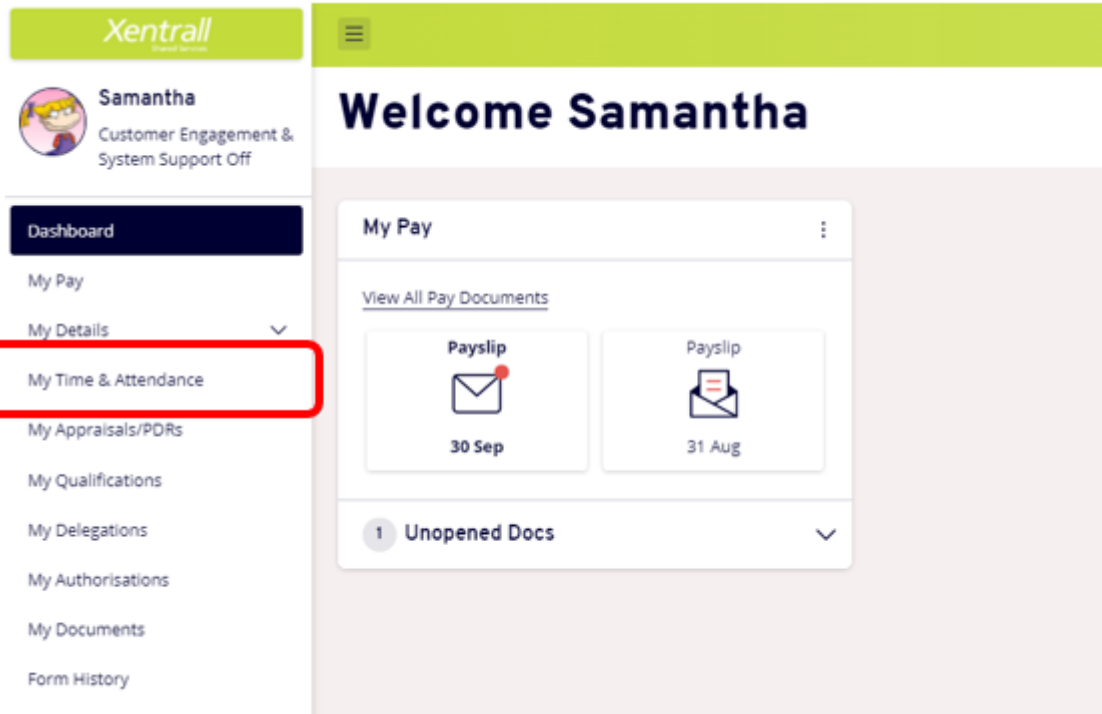 Xentrall
Shared Services
Samantha
Customer Engagement &
System Support Off
Dashboard
My Pay
My Details
My Time & Attendance
My Appraisals/PDRs
My Qualifications
My Delegations
My Authorisations
My Documents
Form History
Welcome Samantha
My Pay
View All Pay Documents
Payslip
30 Sep
Payslip
31 Aug
1 Unopened Docs